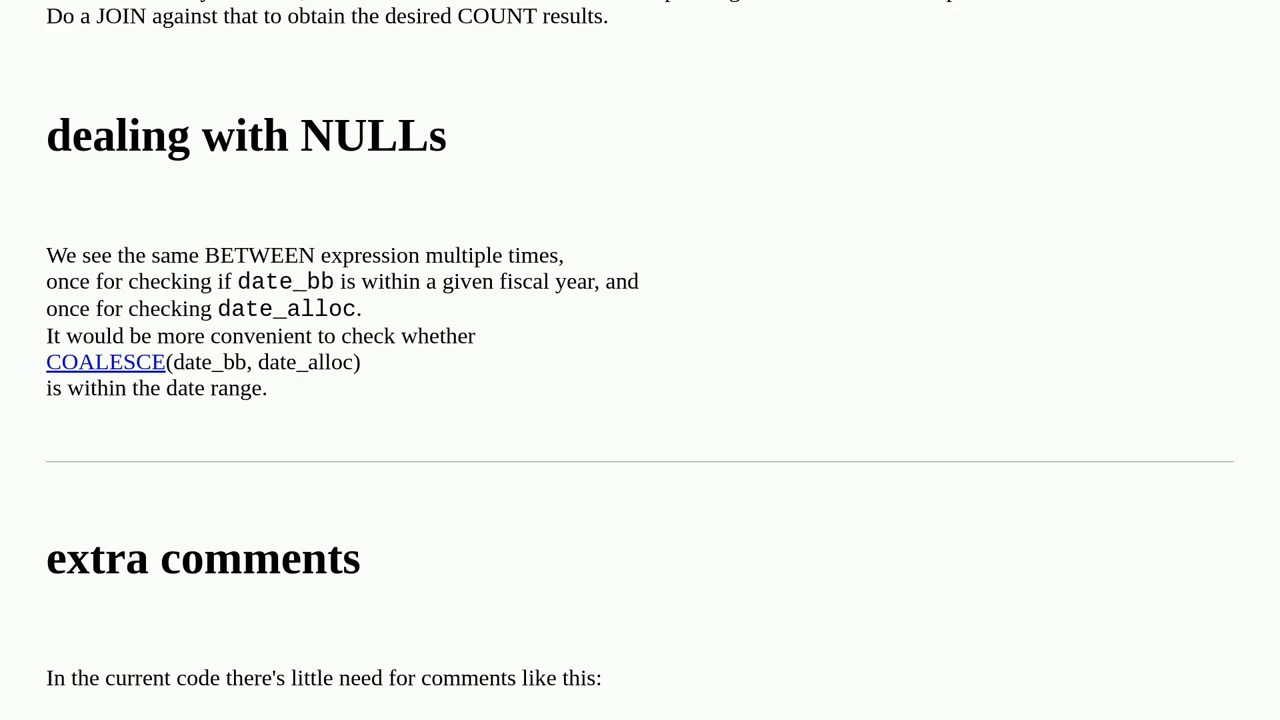 Do a JOIN against that to obtain the desired COUNT results.
dealing with NULLs
We see the same BETWEEN expression multiple times,
once for checking if date_bb is within a given fiscal year, and
once for checking date_alloc.
It would be more convenient to check whether
COALESCE(date_bb, date_alloc)
is within the date range.
extra comments
In the current code there's little need for comments like this: